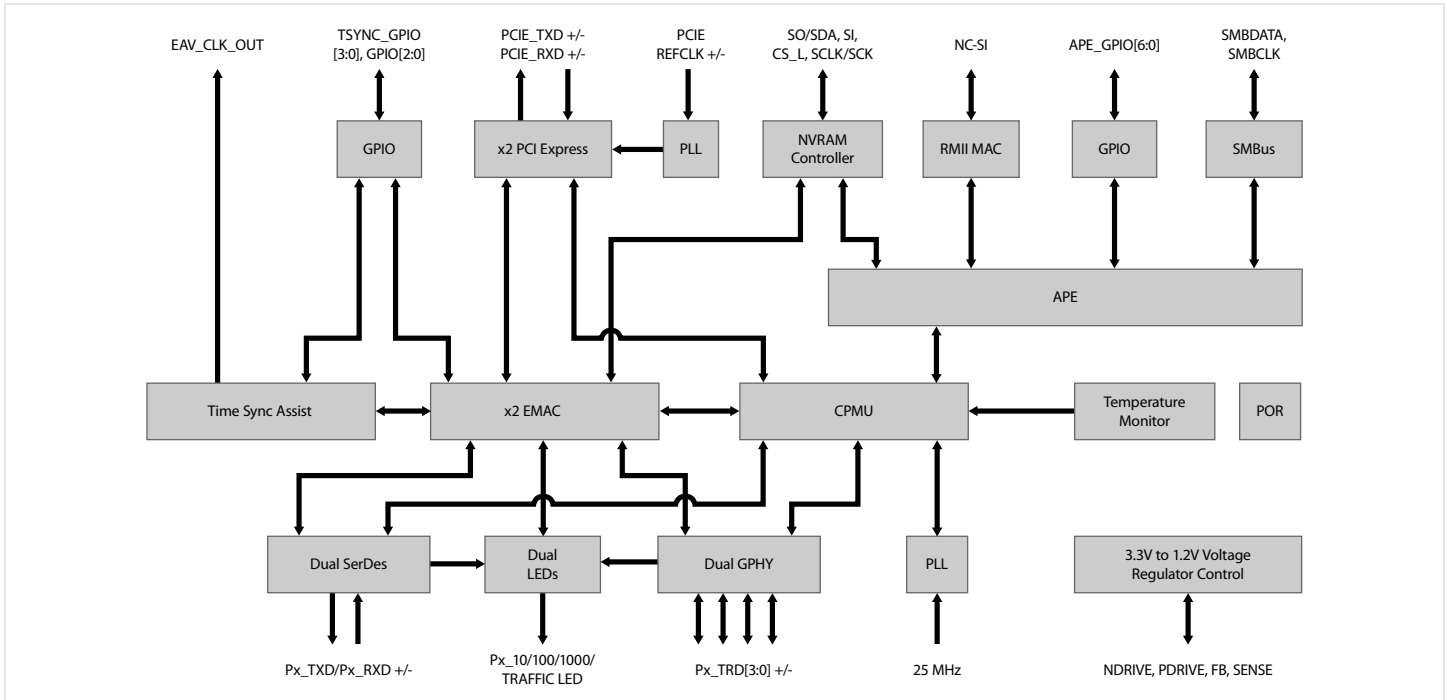 EAV_CLK_OUT
TSYNC_GPIO
[3:0], GPIO[2:0]
PCIE_TXD +/-
PCIE_RXD +/-
PCIE
REFCLK +/-
SO/SDA, SI,
CS_L, SCLK/SCK
NC-SI
APE_GPIO[6:0]
SMBDATA,
SMBCLK
GPIO
x2 PCI Express
PLL
NVRAM
Controller
RMII MAC
GPIO
SMBus
APE
Time Sync Assist
x2 EMAC
CPMU
Temperature
Monitor
POR
Dual SerDes
Dual
LEDs
Dual GPHY
PLL
3.3V to 1.2V Voltage
Regulator Control
Px_TXD/Px_RXD +/-
Px_10/100/1000/
TRAFFIC LED
Px_TRD[3:0] +/-
25 MHz
NDRIVE, PDRIVE, FB, SENSE